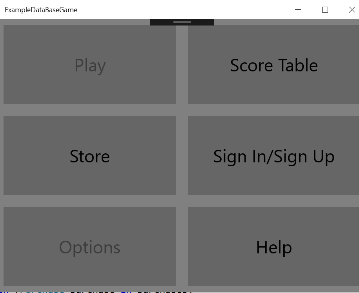 ExampleDataBaseGame
Play
Score Table
Store
Sign In/Sign Up
Options
Help